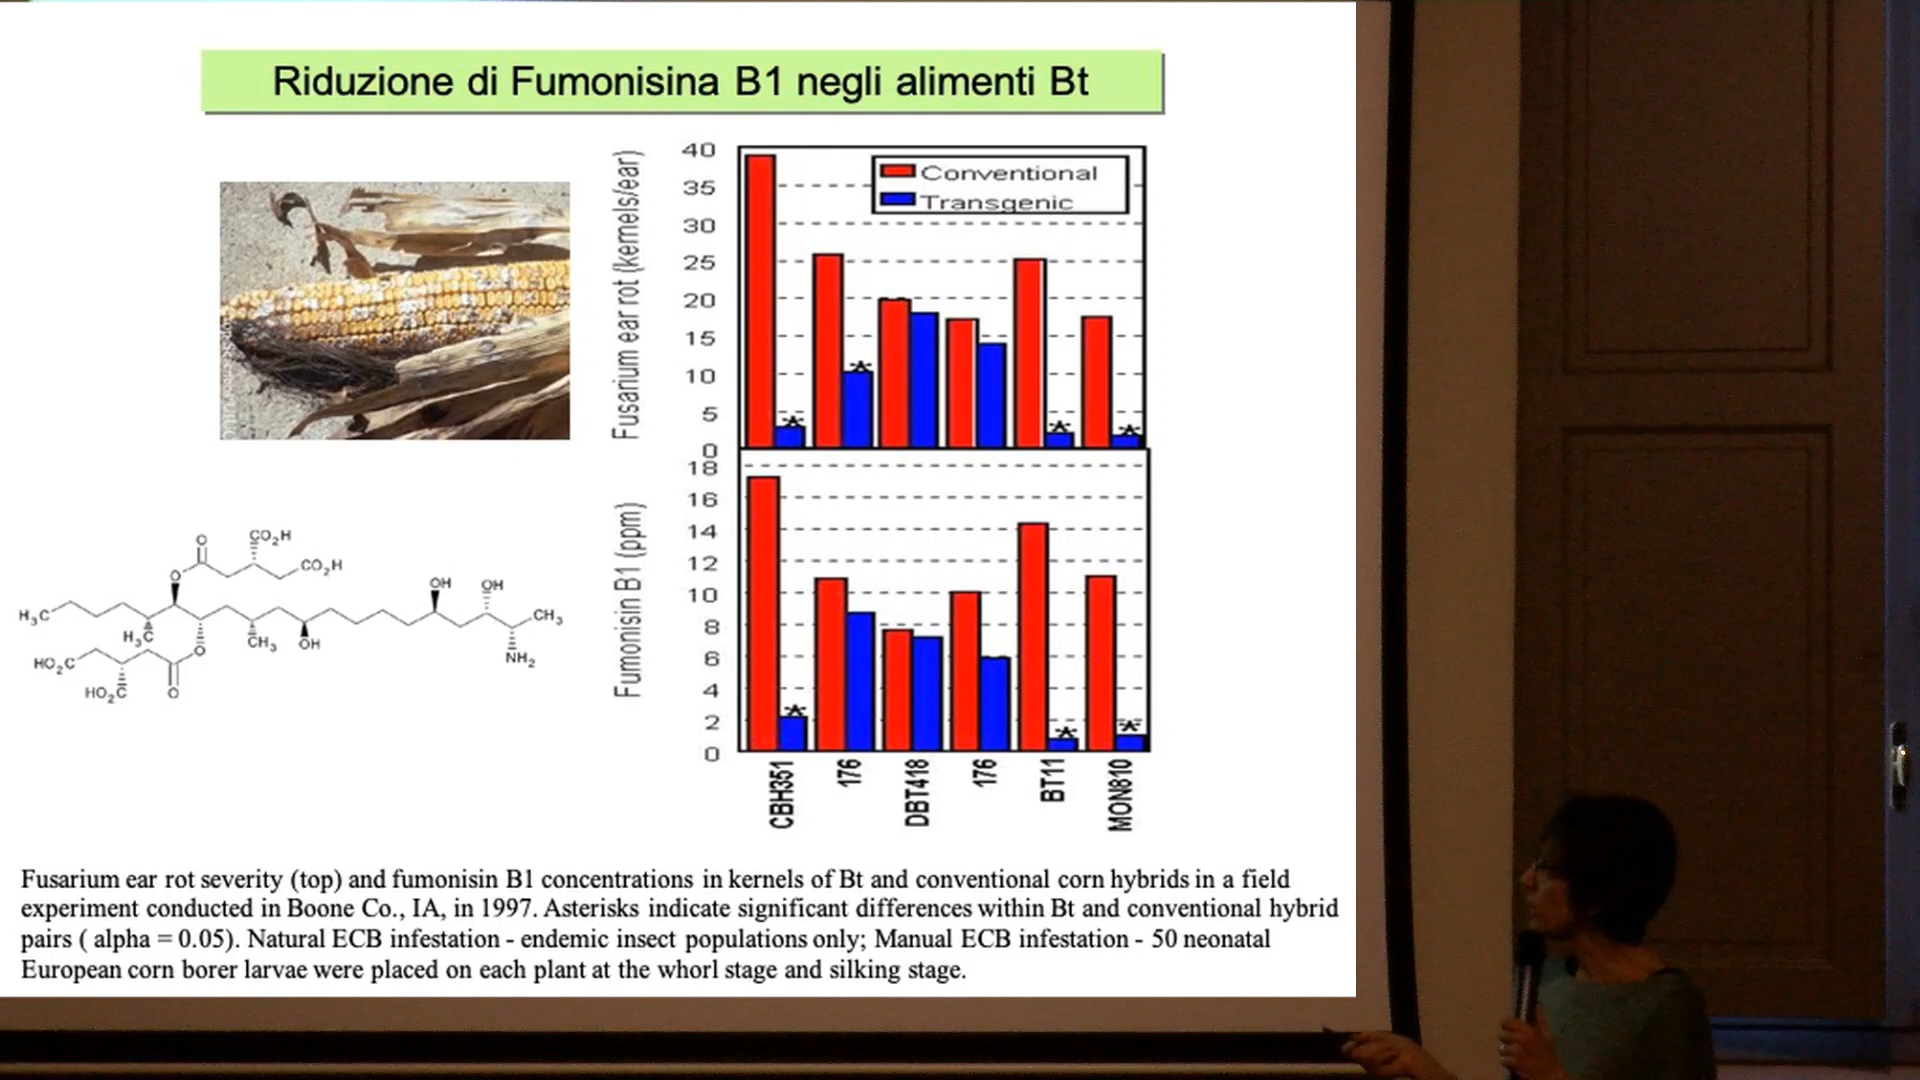 Riduzione di Fumonisina B1 negli alimenti Bt
Fusarium ear rot (kernels/ear)
40
35
30
25
20
15
10
5
0
Conventional
Transgenic
Fumonisin B1 (ppm)
18
16
14
12
10
8
6
4
2
0
CBH351
176
DBT418
176
BT11
MON810
O
CO₂H
CO₂H
O
OH
OH
H₃C
CH₃
H₃C
CH₃
OH
O
NH₂
HO₂C
HO₂C
O
Fusarium ear rot severity (top) and fumonisin B1 concentrations in kernels of Bt and conventional corn hybrids in a field
experiment conducted in Boone Co., IA, in 1997. Asterisks indicate significant differences within Bt and conventional hybrid
pairs ( alpha = 0.05). Natural ECB infestation - endemic insect populations only; Manual ECB infestation - 50 neonatal
European corn borer larvae were placed on each plant at the whorl stage and silking stage.